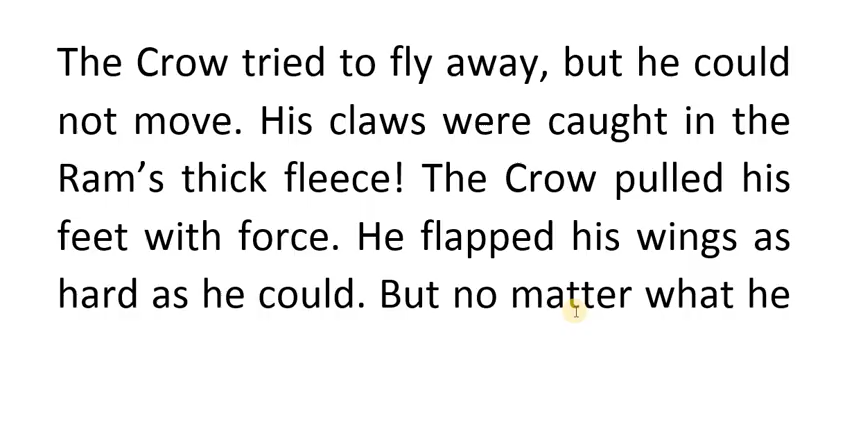 The Crow tried to fly away, but he could
not move. His claws were caught in the
Ram’s thick fleece! The Crow pulled his
feet with force. He flapped his wings as
hard as he could. But no matter what he